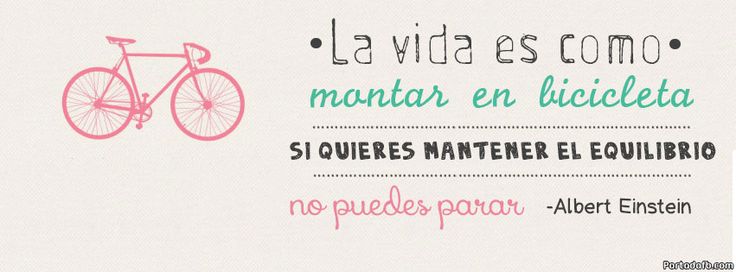 •La vida es como•
montar en bicicleta
SI QUIERES MANTENER EL EQUILIBRIO
no puedes parar -Albert Einstein
Portadafb.com